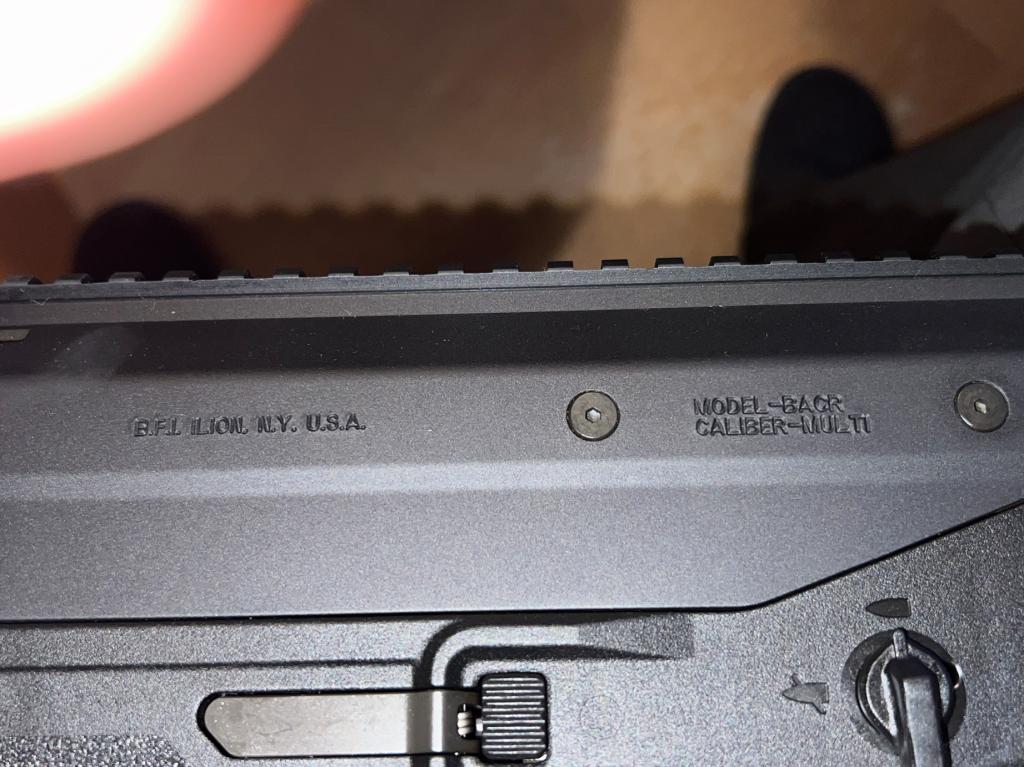 B.F.I. ILION, N.Y. U.S.A.
MODEL-BACR
CALIBER-MULTI